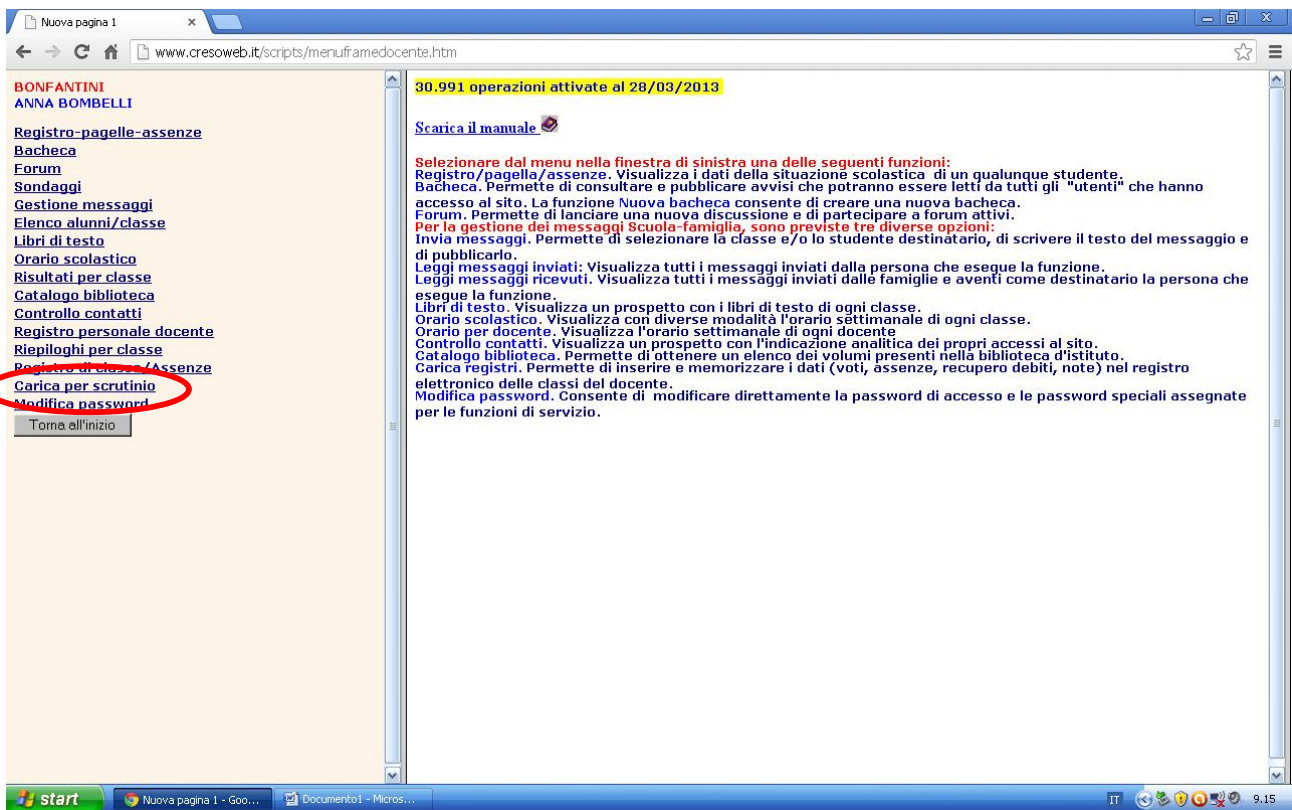 Nuova pagina 1
www.cresoweb.it/scripts/menuframedocente.htm
BONFANTINI
ANNA BOMBELLI
Registro-pagelle-assenze
Bacheca
Forum
Sondaggi
Gestione messaggi
Elenco alunni/classe
Libri di testo
Orario scolastico
Risultati per classe
Catalogo biblioteca
Controllo contatti
Registro personale docente
Riepiloghi per classe
Registro di classe/Assenze
Carica per scrutinio
Modifica password
Torna all'inizio
30.991 operazioni attivate al 28/03/2013
Scarica il manuale
Selezionare dal menu nella finestra di sinistra una delle seguenti funzioni:
Registro/pagella/assenze. Visualizza i dati della situazione scolastica di un qualunque studente.
Bacheca. Permette di consultare e pubblicare avvisi che potranno essere letti da tutti gli "utenti" che hanno
accesso al sito. La funzione Nuova bacheca consente di creare una nuova bacheca.
Forum. Permette di lanciare una nuova discussione e di partecipare a forum attivi.
Per la gestione dei messaggi Scuola-famiglia, sono previste tre diverse opzioni:
Invia messaggi. Permette di selezionare la classe e/o lo studente destinatario, di scrivere il testo del messaggio e
di pubblicarlo.
Leggi messaggi inviati: Visualizza tutti i messaggi inviati dalla persona che esegue la funzione.
Leggi messaggi ricevuti. Visualizza tutti i messaggi inviati dalle famiglie e aventi come destinatario la persona che
esegue la funzione.
Libri di testo. Visualizza un prospetto con i libri di testo di ogni classe.
Orario scolastico. Visualizza con diverse modalità l'orario settimanale di ogni classe.
Orario per docente. Visualizza l'orario settimanale di ogni docente
Controllo contatti. Visualizza un prospetto con l'indicazione analitica dei propri accessi al sito.
Catalogo biblioteca. Permette di ottenere un elenco dei volumi presenti nella biblioteca d'istituto.
Carica registri. Permette di inserire e memorizzare i dati (voti, assenze, recupero debiti, note) nel registro
elettronico delle classi del docente.
Modifica password. Consente di modificare direttamente la password di accesso e le password speciali assegnate
per le funzioni di servizio.
start
Nuova pagina 1 - Goo...
Documento1 - Micros...
IT
9.15